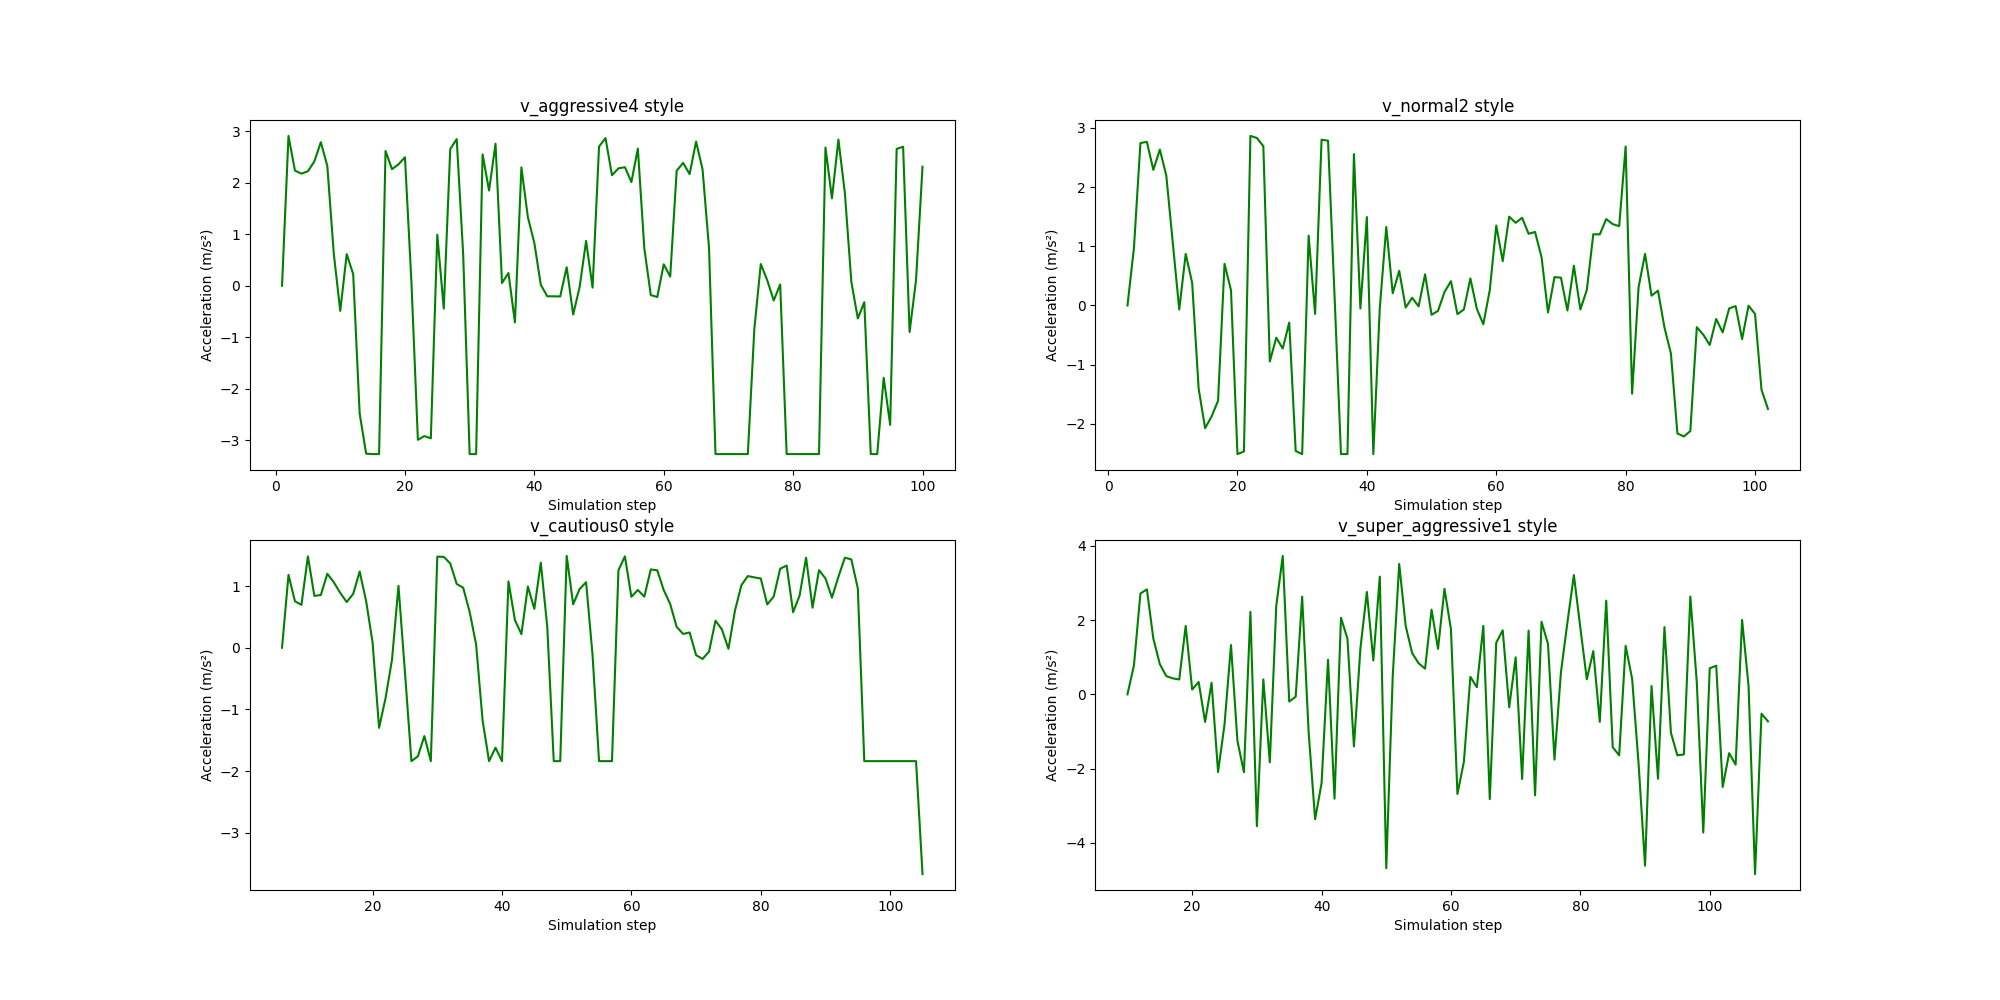 v_aggressive4 style
3
2
1
0
−1
−2
−3
Acceleration (m/s²)
0 20 40 60 80 100
Simulation step
v_normal2 style
3
2
1
0
−1
−2
Acceleration (m/s²)
0 20 40 60 80 100
Simulation step
v_cautious0 style
1
0
−1
−2
−3
Acceleration (m/s²)
20 40 60 80 100
Simulation step
v_super_aggressive1 style
4
2
0
−2
−4
Acceleration (m/s²)
20 40 60 80 100
Simulation step